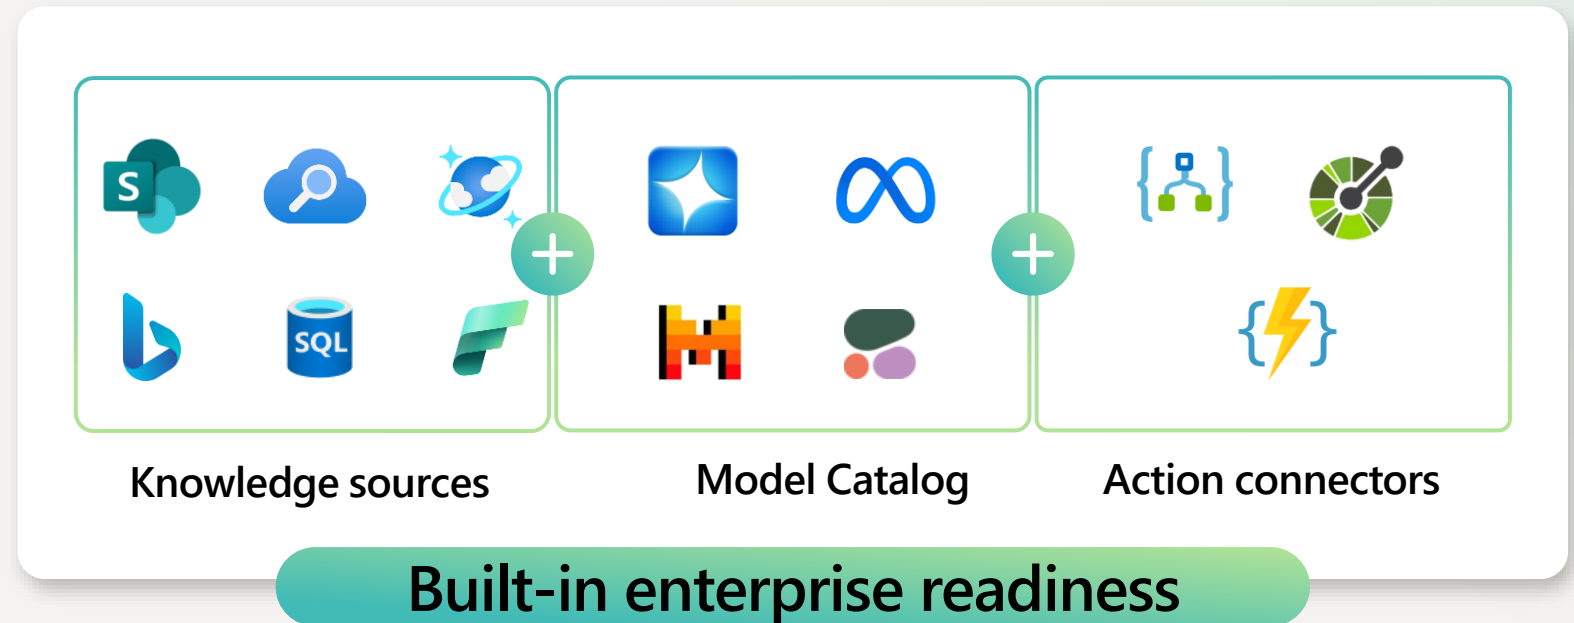 S
SQL
Knowledge sources
Model Catalog
Action connectors
Built-in enterprise readiness